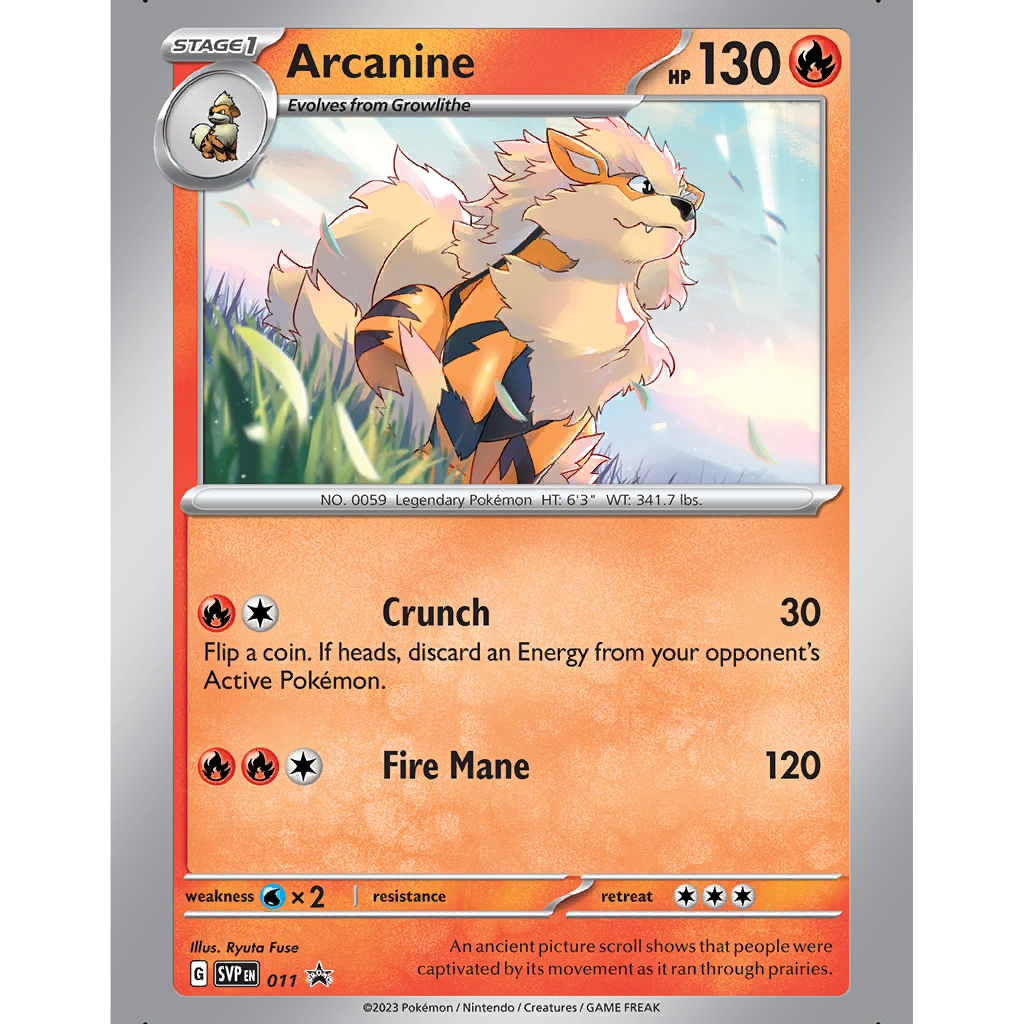 STAGE1
Arcanine
HP 130
Evolves from Growlithe
NO. 0059 Legendary Pokémon HT: 6'3" WT: 341.7 lbs.
Crunch 30
Flip a coin. If heads, discard an Energy from your opponent's
Active Pokémon.
Fire Mane 120
weakness ×2 resistance retreat
Illus. Ryuta Fuse
An ancient picture scroll shows that people were
captivated by its movement as it ran through prairies.
G SVP EN 011
©2023 Pokémon / Nintendo / Creatures / GAME FREAK